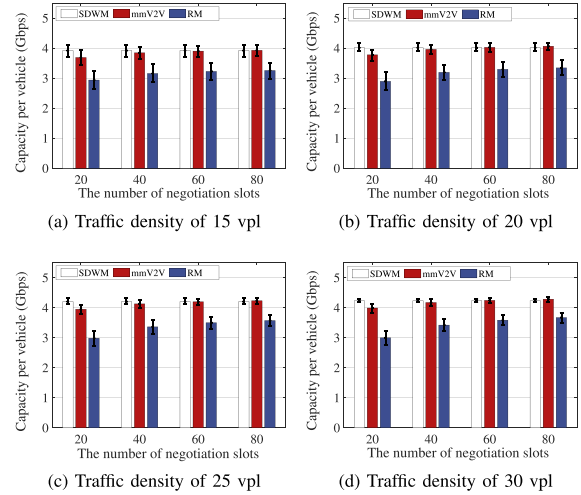 SDWM mmV2V RM
Capacity per vehicle (Gbps)
5
4
3
2
1
0
20 40 60 80
The number of negotiation slots
(a) Traffic density of 15 vpl
SDWM mmV2V RM
Capacity per vehicle (Gbps)
5
4
3
2
1
0
20 40 60 80
The number of negotiation slots
(b) Traffic density of 20 vpl
SDWM mmV2V RM
Capacity per vehicle (Gbps)
5
4
3
2
1
0
20 40 60 80
The number of negotiation slots
(c) Traffic density of 25 vpl
SDWM mmV2V RM
Capacity per vehicle (Gbps)
5
4
3
2
1
0
20 40 60 80
The number of negotiation slots
(d) Traffic density of 30 vpl